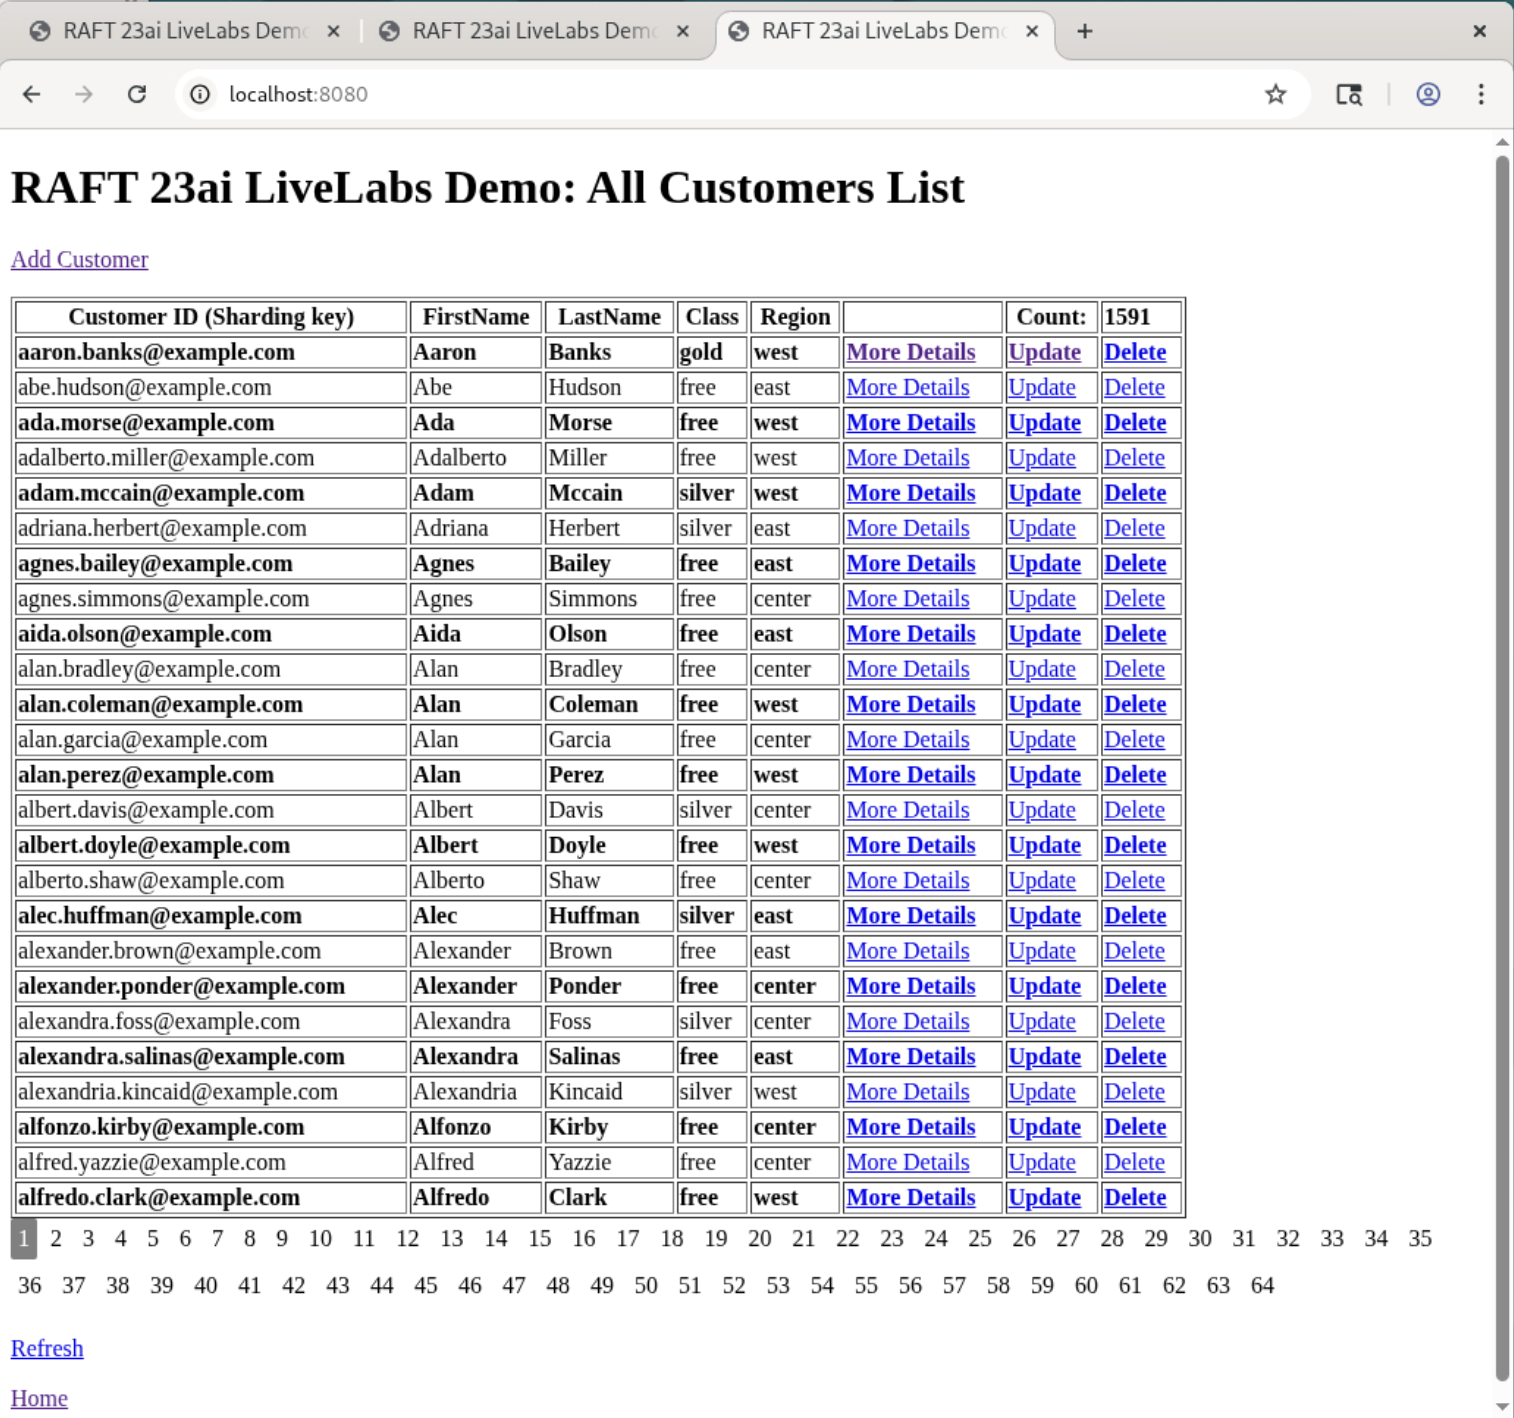 RAFT 23ai LiveLabs Demo RAFT 23ai LiveLabs Demo RAFT 23ai LiveLabs Demo
localhost:8080
RAFT 23ai LiveLabs Demo: All Customers List
Add Customer
Customer ID (Sharding key) FirstName LastName Class Region Count: 1591
aaron.banks@example.com Aaron Banks gold west More Details Update Delete
abe.hudson@example.com Abe Hudson free east More Details Update Delete
ada.morse@example.com Ada Morse free west More Details Update Delete
adalberto.miller@example.com Adalberto Miller free west More Details Update Delete
adam.mccain@example.com Adam Mccain silver west More Details Update Delete
adriana.herbert@example.com Adriana Herbert silver east More Details Update Delete
agnes.bailey@example.com Agnes Bailey free east More Details Update Delete
agnes.simmons@example.com Agnes Simmons free center More Details Update Delete
aida.olson@example.com Aida Olson free east More Details Update Delete
alan.bradley@example.com Alan Bradley free center More Details Update Delete
alan.coleman@example.com Alan Coleman free west More Details Update Delete
alan.garcia@example.com Alan Garcia free center More Details Update Delete
alan.perez@example.com Alan Perez free west More Details Update Delete
albert.davis@example.com Albert Davis silver center More Details Update Delete
albert.doyle@example.com Albert Doyle free west More Details Update Delete
alberto.shaw@example.com Alberto Shaw free center More Details Update Delete
alec.huffman@example.com Alec Huffman silver east More Details Update Delete
alexander.brown@example.com Alexander Brown free east More Details Update Delete
alexander.ponder@example.com Alexander Ponder free center More Details Update Delete
alexandra.foss@example.com Alexandra Foss silver center More Details Update Delete
alexandra.salinas@example.com Alexandra Salinas free east More Details Update Delete
alexandria.kincaid@example.com Alexandria Kincaid silver west More Details Update Delete
alfonzo.kirby@example.com Alfonzo Kirby free center More Details Update Delete
alfred.yazzie@example.com Alfred Yazzie free center More Details Update Delete
alfredo.clark@example.com Alfredo Clark free west More Details Update Delete
1 2 3 4 5 6 7 8 9 10 11 12 13 14 15 16 17 18 19 20 21 22 23 24 25 26 27 28 29 30 31 32 33 34 35
36 37 38 39 40 41 42 43 44 45 46 47 48 49 50 51 52 53 54 55 56 57 58 59 60 61 62 63 64
Refresh
Home